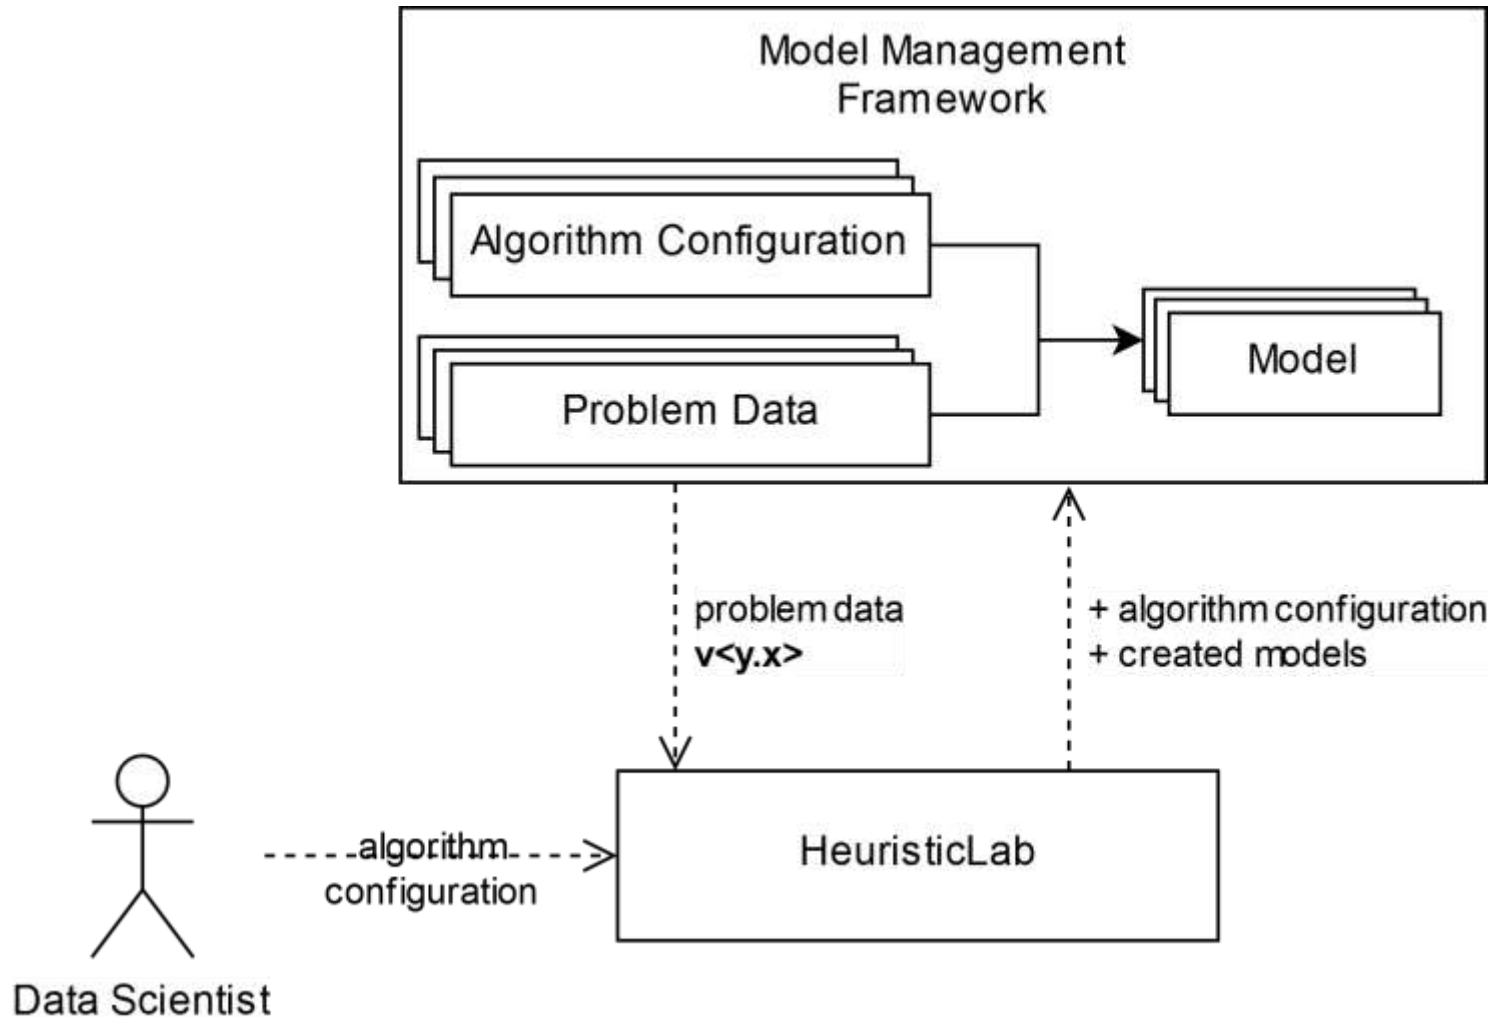 Model Management
Framework
Algorithm Configuration
Problem Data
Model
problem data
v<y.x>
+ algorithm configuration
+ created models
algorithm
configuration
HeuristicLab
Data Scientist